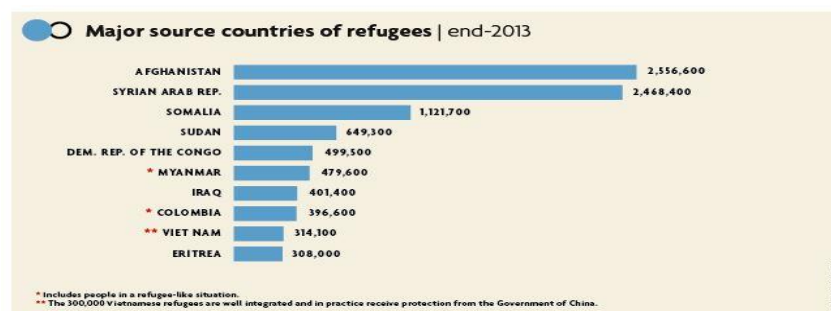 Major source countries of refugees | end-2013
AFGHANISTAN 2,556,600
SYRIAN ARAB REP. 2,468,400
SOMALIA 1,121,700
SUDAN 649,300
DEM. REP. OF THE CONGO 499,500
* MYANMAR 479,600
IRAQ 401,400
* COLOMBIA 396,600
** VIET NAM 314,100
ERITREA 308,000
* Includes people in a refugee-like situation.
** The 300,000 Vietnamese refugees are well integrated and in practice receive protection from the Government of China.